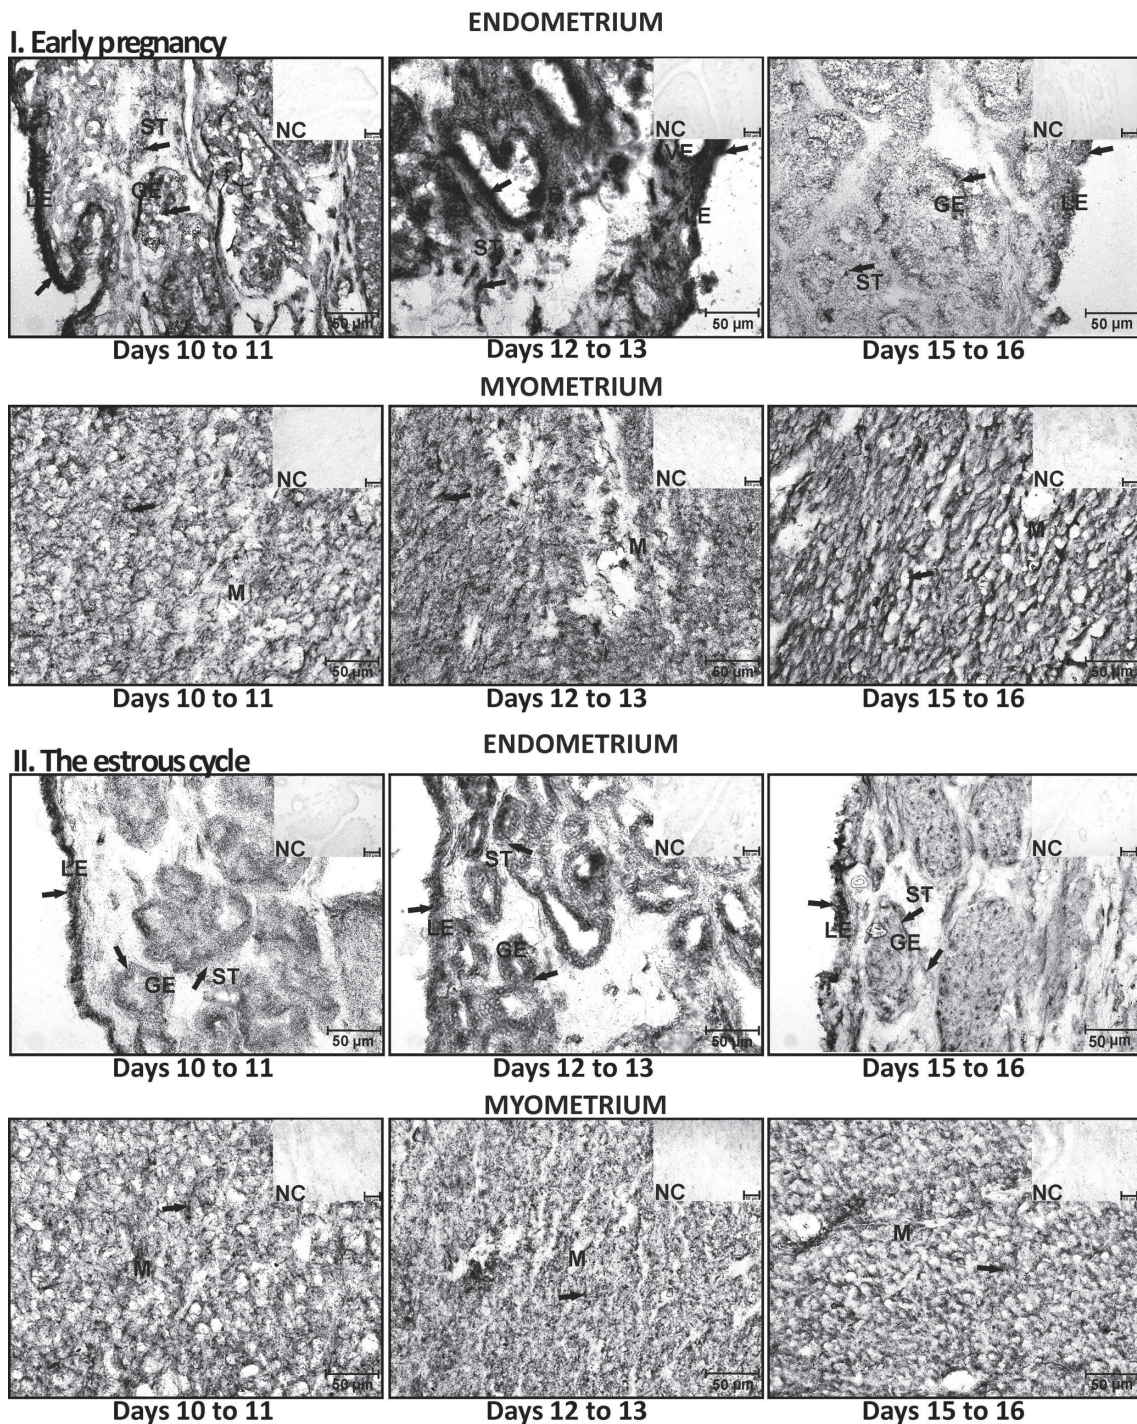 ENDOMETRIUM
I. Early pregnancy
NC
ST
GE
LE
50 µm
NC
VE
LE
ST
50 µm
NC
GE
LE
ST
50 µm
Days 10 to 11
Days 12 to 13
Days 15 to 16
MYOMETRIUM
NC
M
50 µm
NC
M
50 µm
NC
M
50 µm
Days 10 to 11
Days 12 to 13
Days 15 to 16
ENDOMETRIUM
II. The estrous cycle
NC
LE
GE
ST
50 µm
NC
ST
LE
GE
50 µm
NC
ST
LE
GE
50 µm
Days 10 to 11
Days 12 to 13
Days 15 to 16
MYOMETRIUM
NC
M
50 µm
NC
M
50 µm
NC
M
50 µm
Days 10 to 11
Days 12 to 13
Days 15 to 16